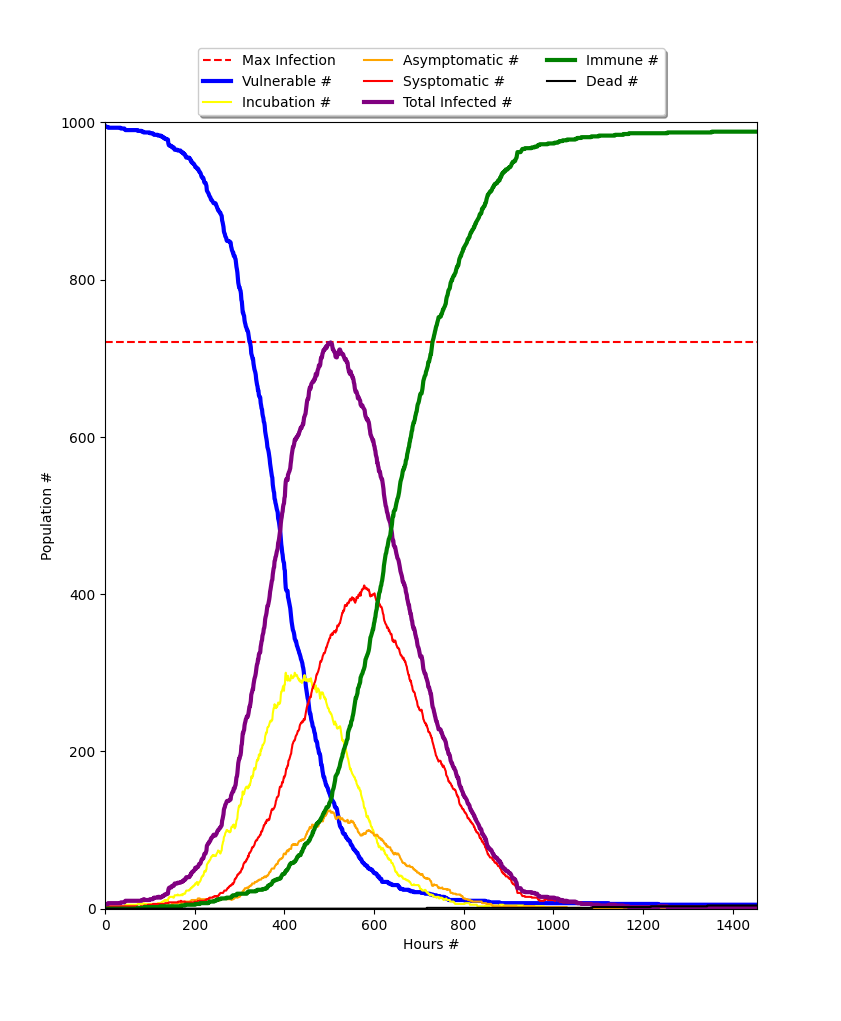 Max Infection Asymptomatic # Immune #
Vulnerable # Sysptomatic # Dead #
Incubation # Total Infected #
1000
800
600
400
200
0
Population #
0 200 400 600 800 1000 1200 1400
Hours #